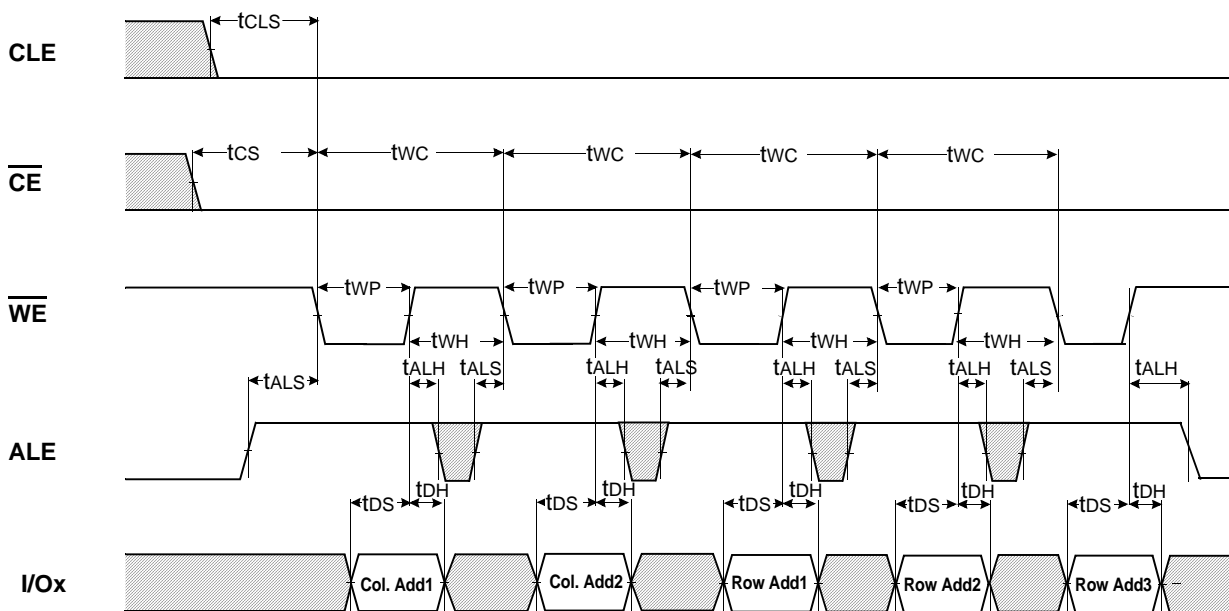 tCLS
CLE
tCS tWC tWC tWC tWC
CE
tWP tWP tWP tWP
WE
tWH tWH tWH tWH
tALS tALH tALS tALH tALS tALH tALS tALH tALS tALH
ALE
tDS tDH tDS tDH tDS tDH tDS tDH tDS tDH
I/Ox Col. Add1 Col. Add2 Row Add1 Row Add2 Row Add3